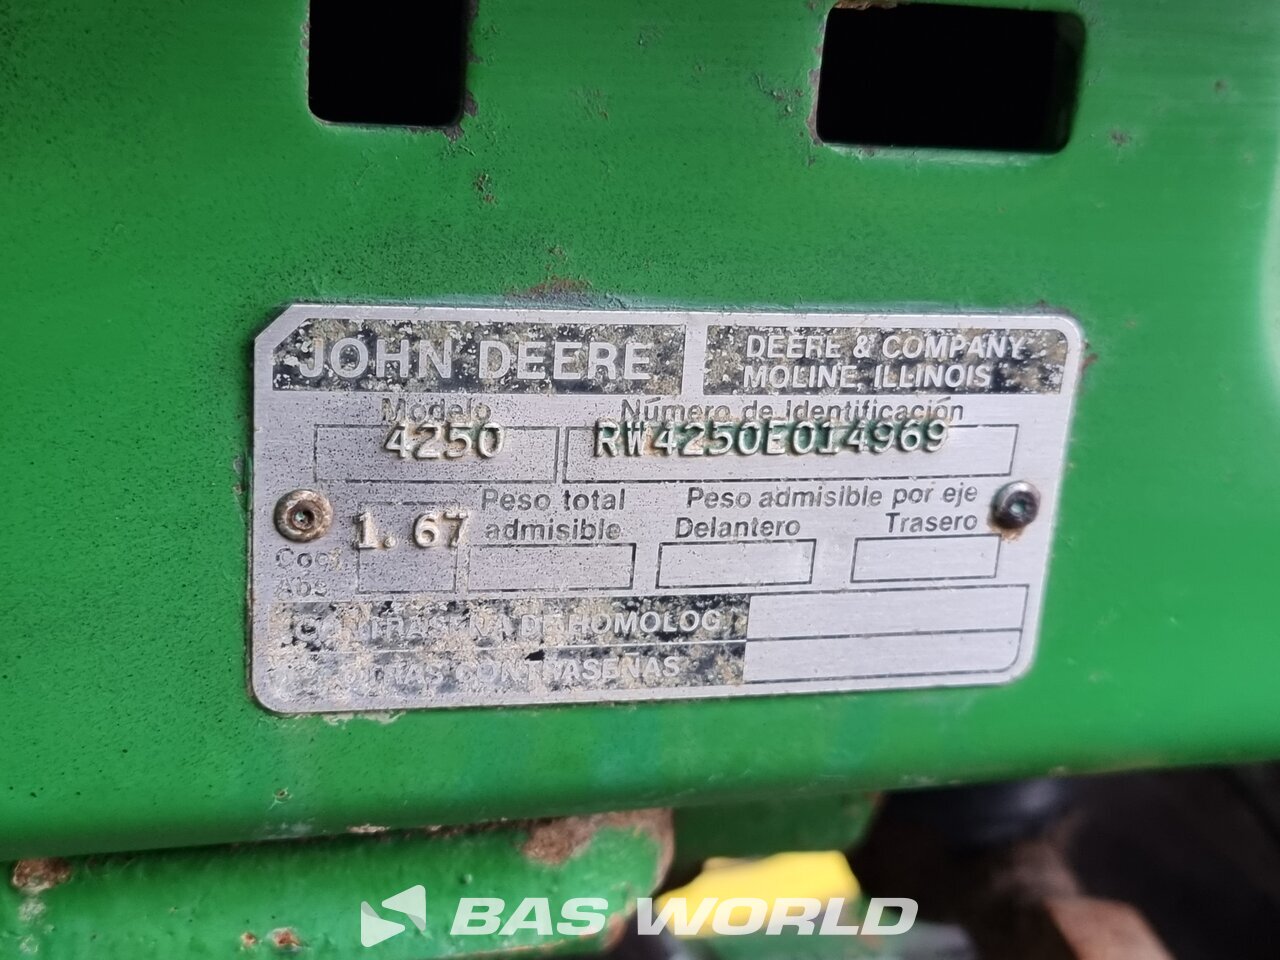 JOHN DEERE
DEERE & COMPANY
MOLINE, ILLINOIS
Modelo
Número de Identificación
4250
RW4250E014969
Peso total
admisible
Peso admisible por eje
Delantero
Trasero
1.67
Coef.
Abs
CONTRASEÑA DE HOMOLOG
CONTRASEÑAS
BAS WORLD